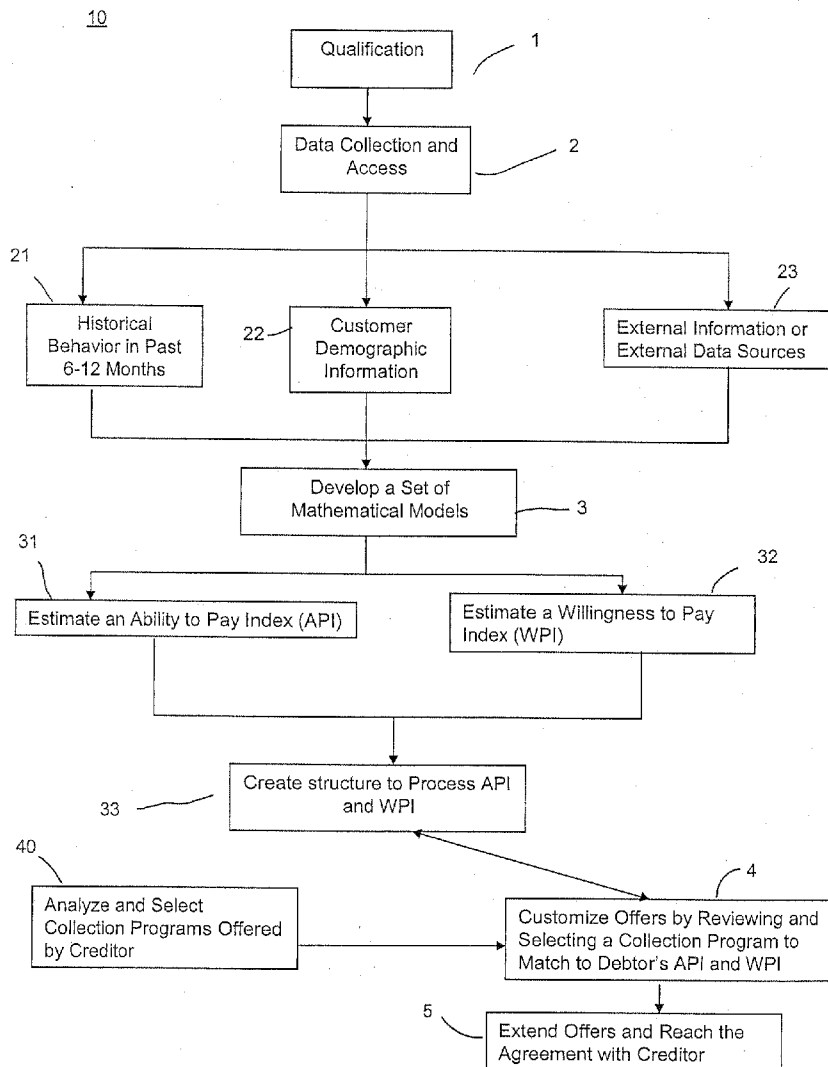 10
Qualification
1
Data Collection and
Access
2
21
Historical
Behavior in Past
6-12 Months
22
Customer
Demographic
Information
23
External Information or
External Data Sources
Develop a Set of
Mathematical Models
3
31
Estimate an Ability to Pay Index (API)
32
Estimate a Willingness to Pay
Index (WPI)
Create structure to Process API
and WPI
33
40
Analyze and Select
Collection Programs Offered
by Creditor
4
Customize Offers by Reviewing and
Selecting a Collection Program to
Match to Debtor's API and WPI
5
Extend Offers and Reach the
Agreement with Creditor